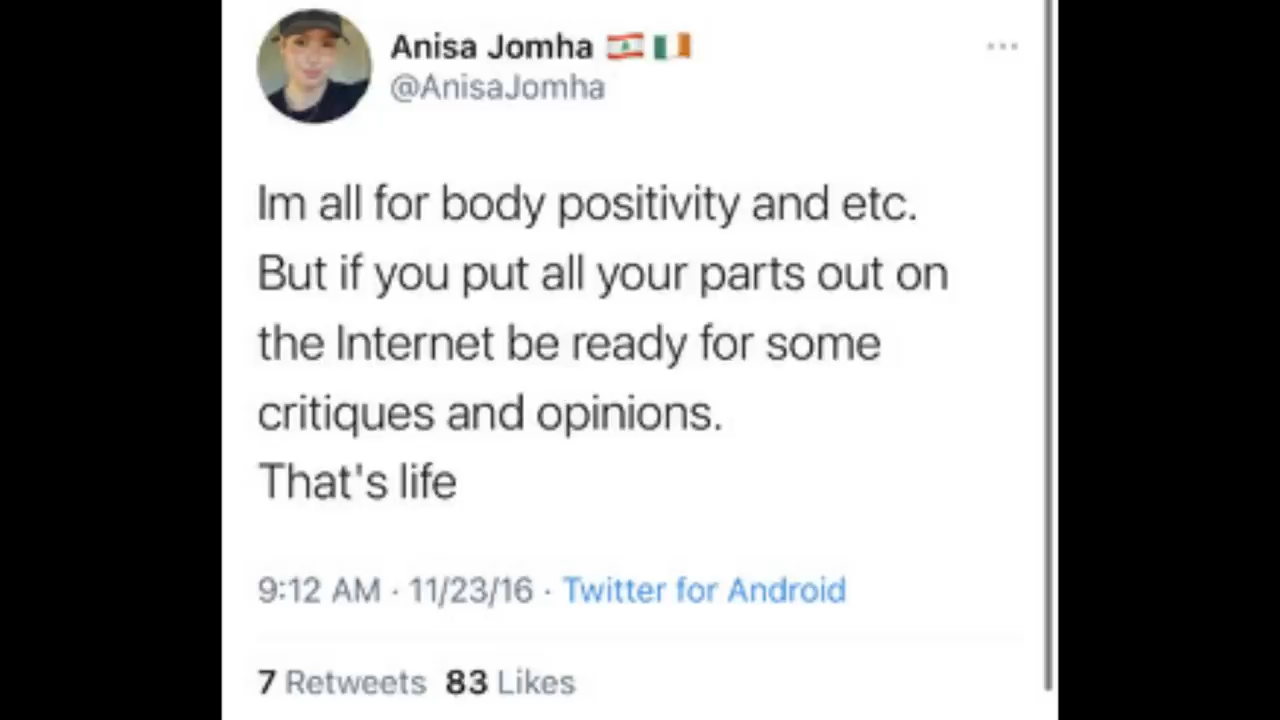 Anisa Jomha 🇱🇧 🇮🇪
@AnisaJomha
Im all for body positivity and etc.
But if you put all your parts out on
the Internet be ready for some
critiques and opinions.
That's life
9:12 AM · 11/23/16 · Twitter for Android
7 Retweets 83 Likes